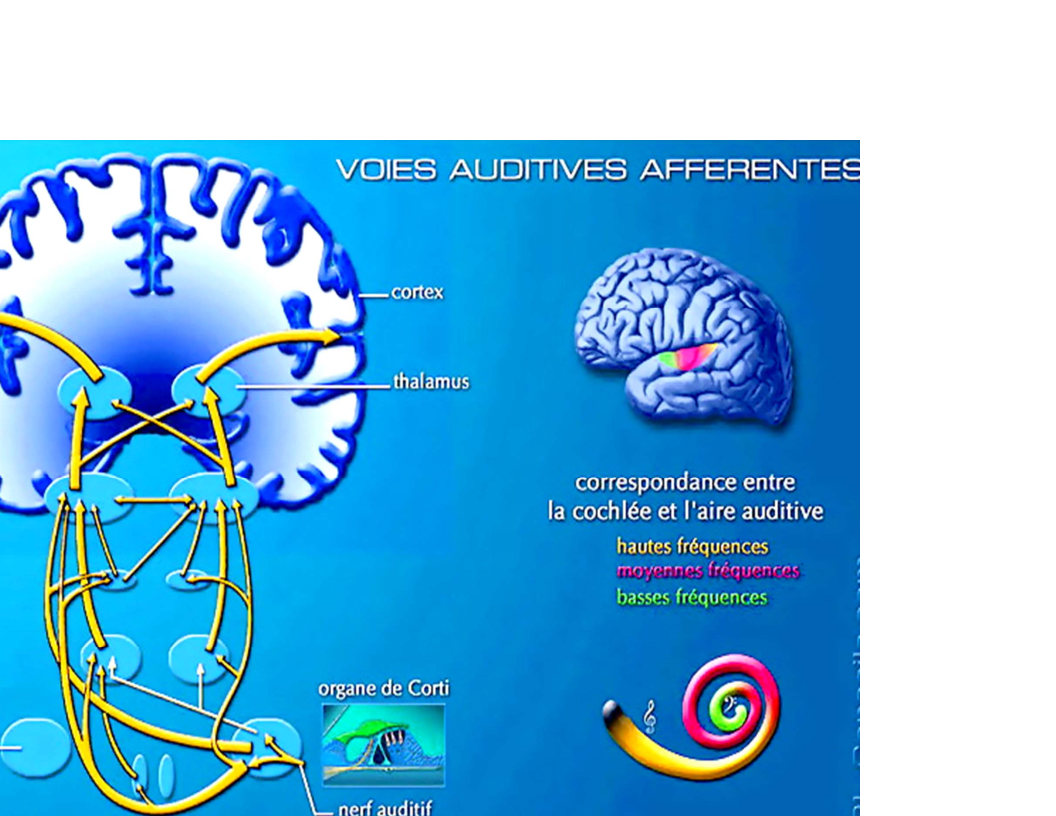 VOIES AUDITIVES AFFERENTES
cortex
thalamus
correspondance entre
la cochlée et l'aire auditive
hautes fréquences
moyennes fréquences
basses fréquences
organe de Corti
nerf auditif